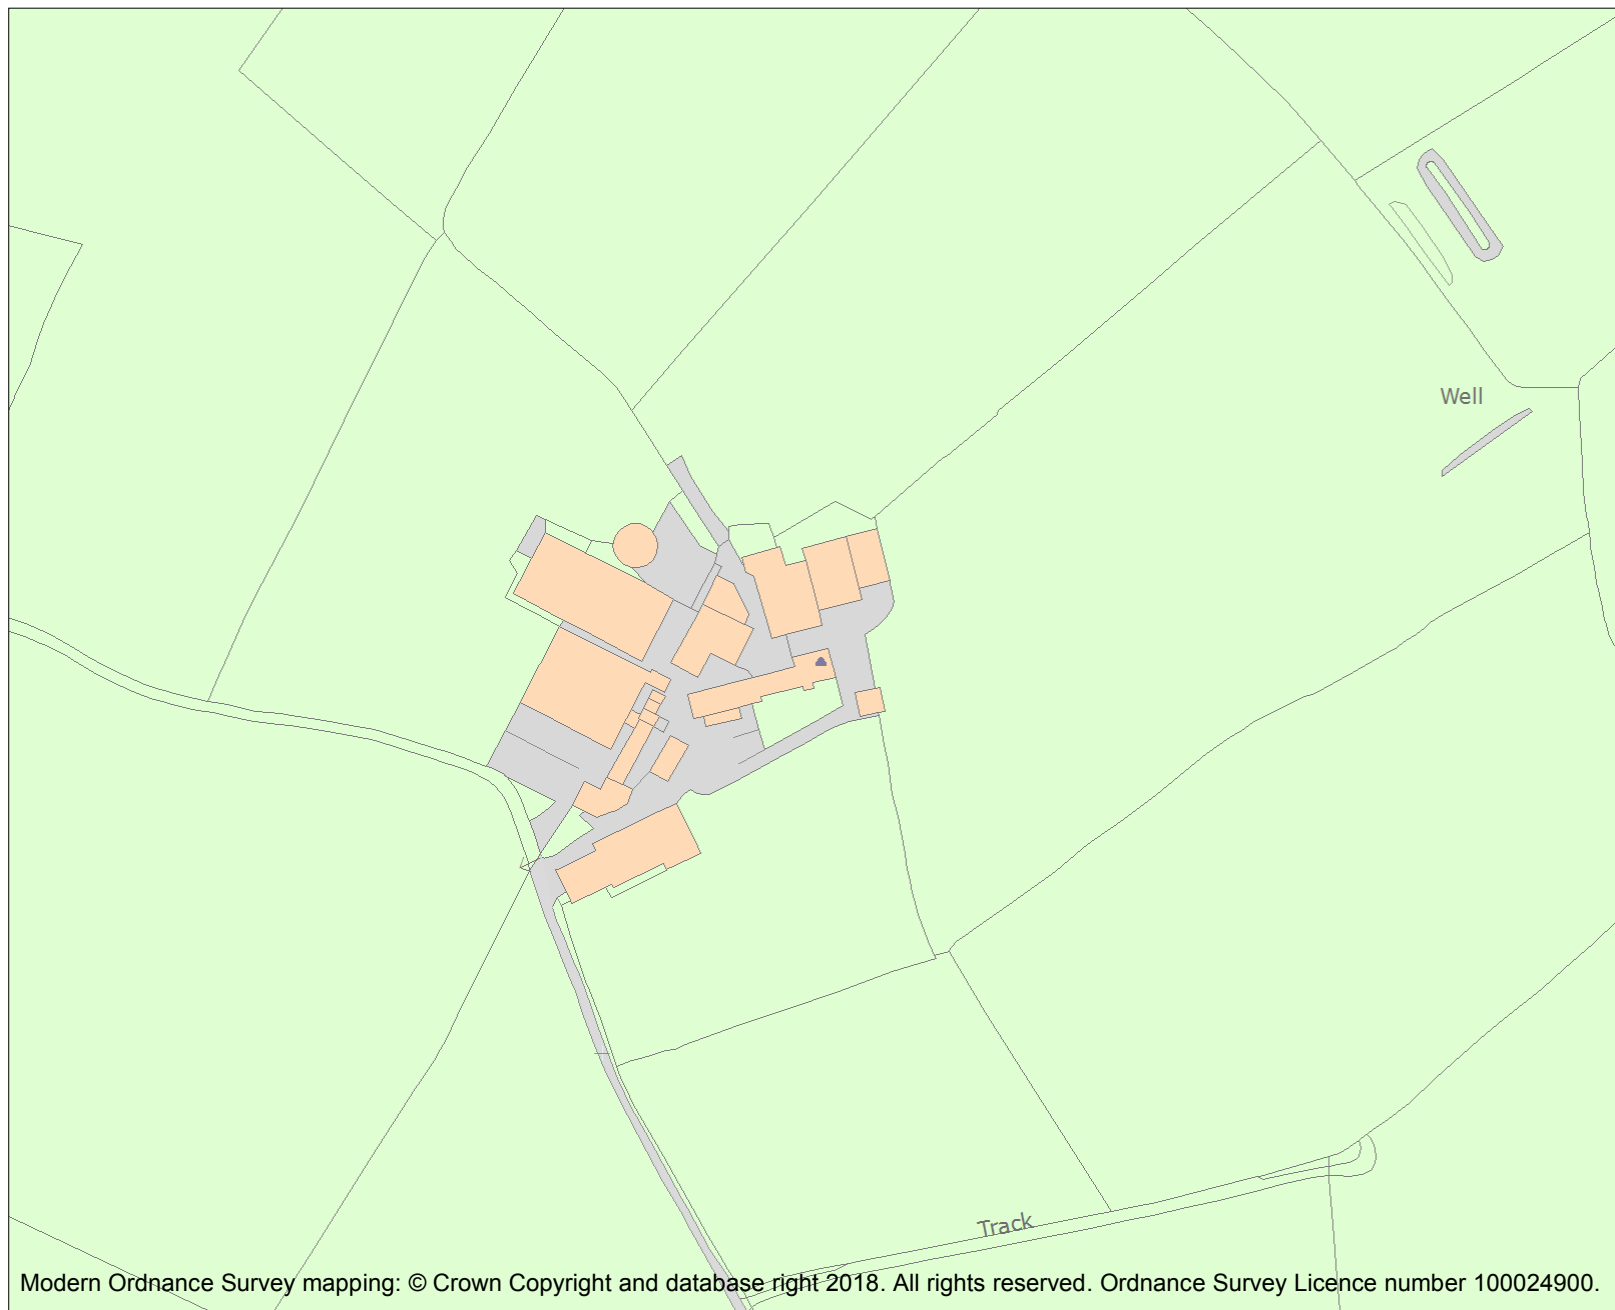 Well
Track
Modern Ordnance Survey mapping: © Crown Copyright and database right 2018. All rights reserved. Ordnance Survey Licence number 100024900.